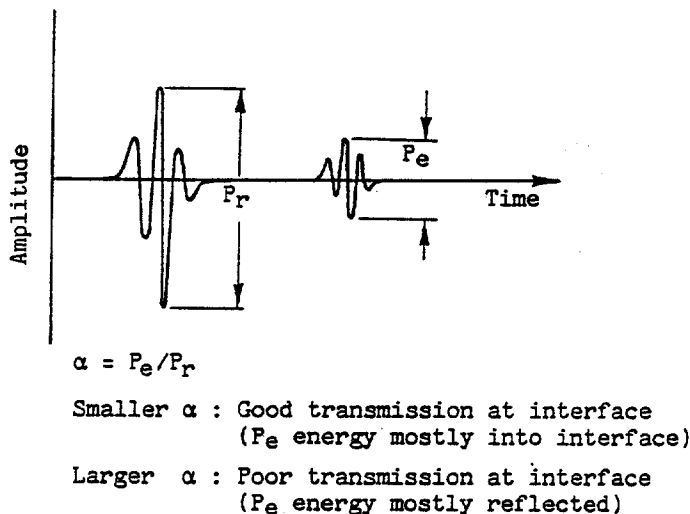 Amplitude
Pe
Pr
Time
α = Pe/Pr
Smaller α : Good transmission at interface
(Pe energy mostly into interface)
Larger α : Poor transmission at interface
(Pe energy mostly reflected)